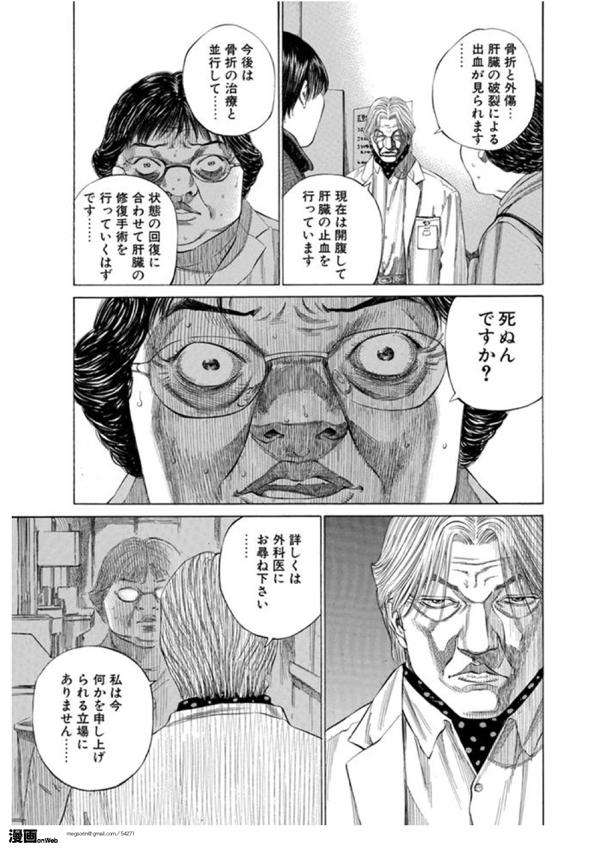 骨折と外傷…
肝臓の破裂による
出血が見られます
……
現在は開腹して
肝臓の止血を
行っています
今後は
骨折の治療と
並行して……
状態の回復に
合わせて肝臓の
修復手術を
行っていくはず
です……
死ぬん
ですか？
詳しくは
外科医に
お尋ね下さい
……
私は今
何かを申し上げ
られる立場に
ありません……
漫画onWeb
megaorin@gmail.com/54271